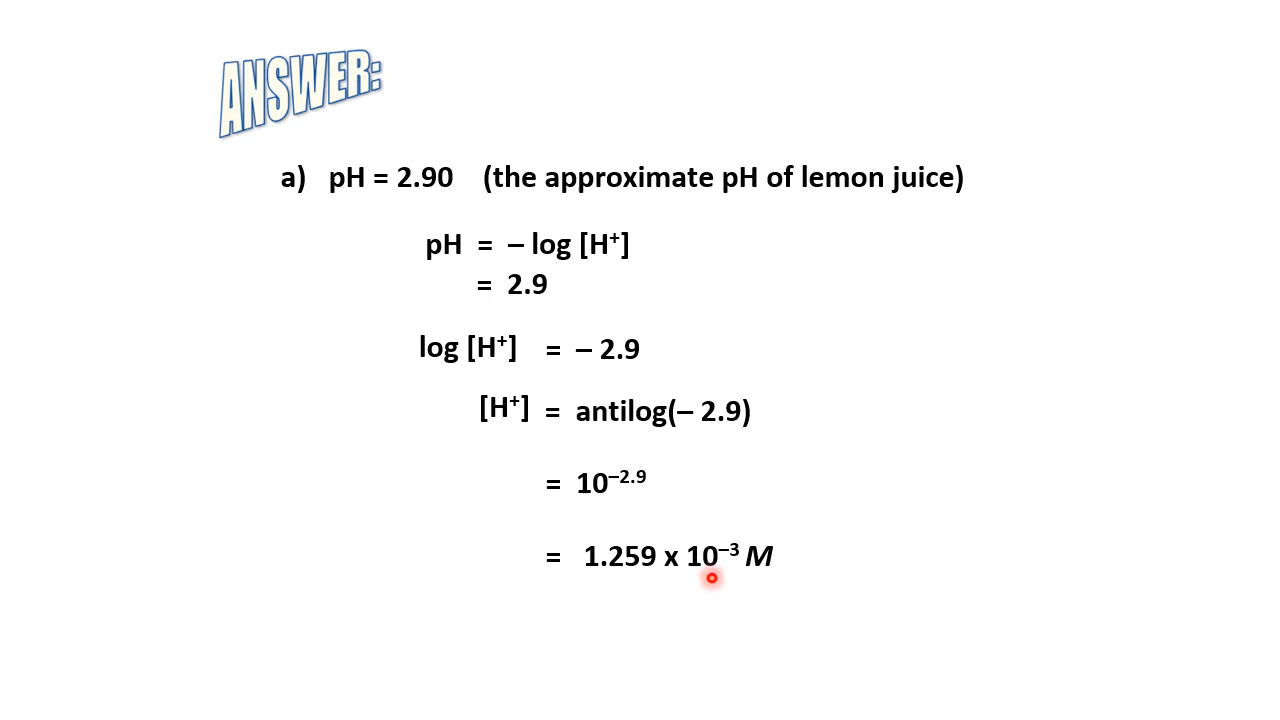 ANSWER:
a) pH = 2.90 (the approximate pH of lemon juice)
pH = – log [H⁺]
= 2.9
log [H⁺] = – 2.9
[H⁺] = antilog(– 2.9)
= 10⁻²·⁹
= 1.259 x 10⁻³ M